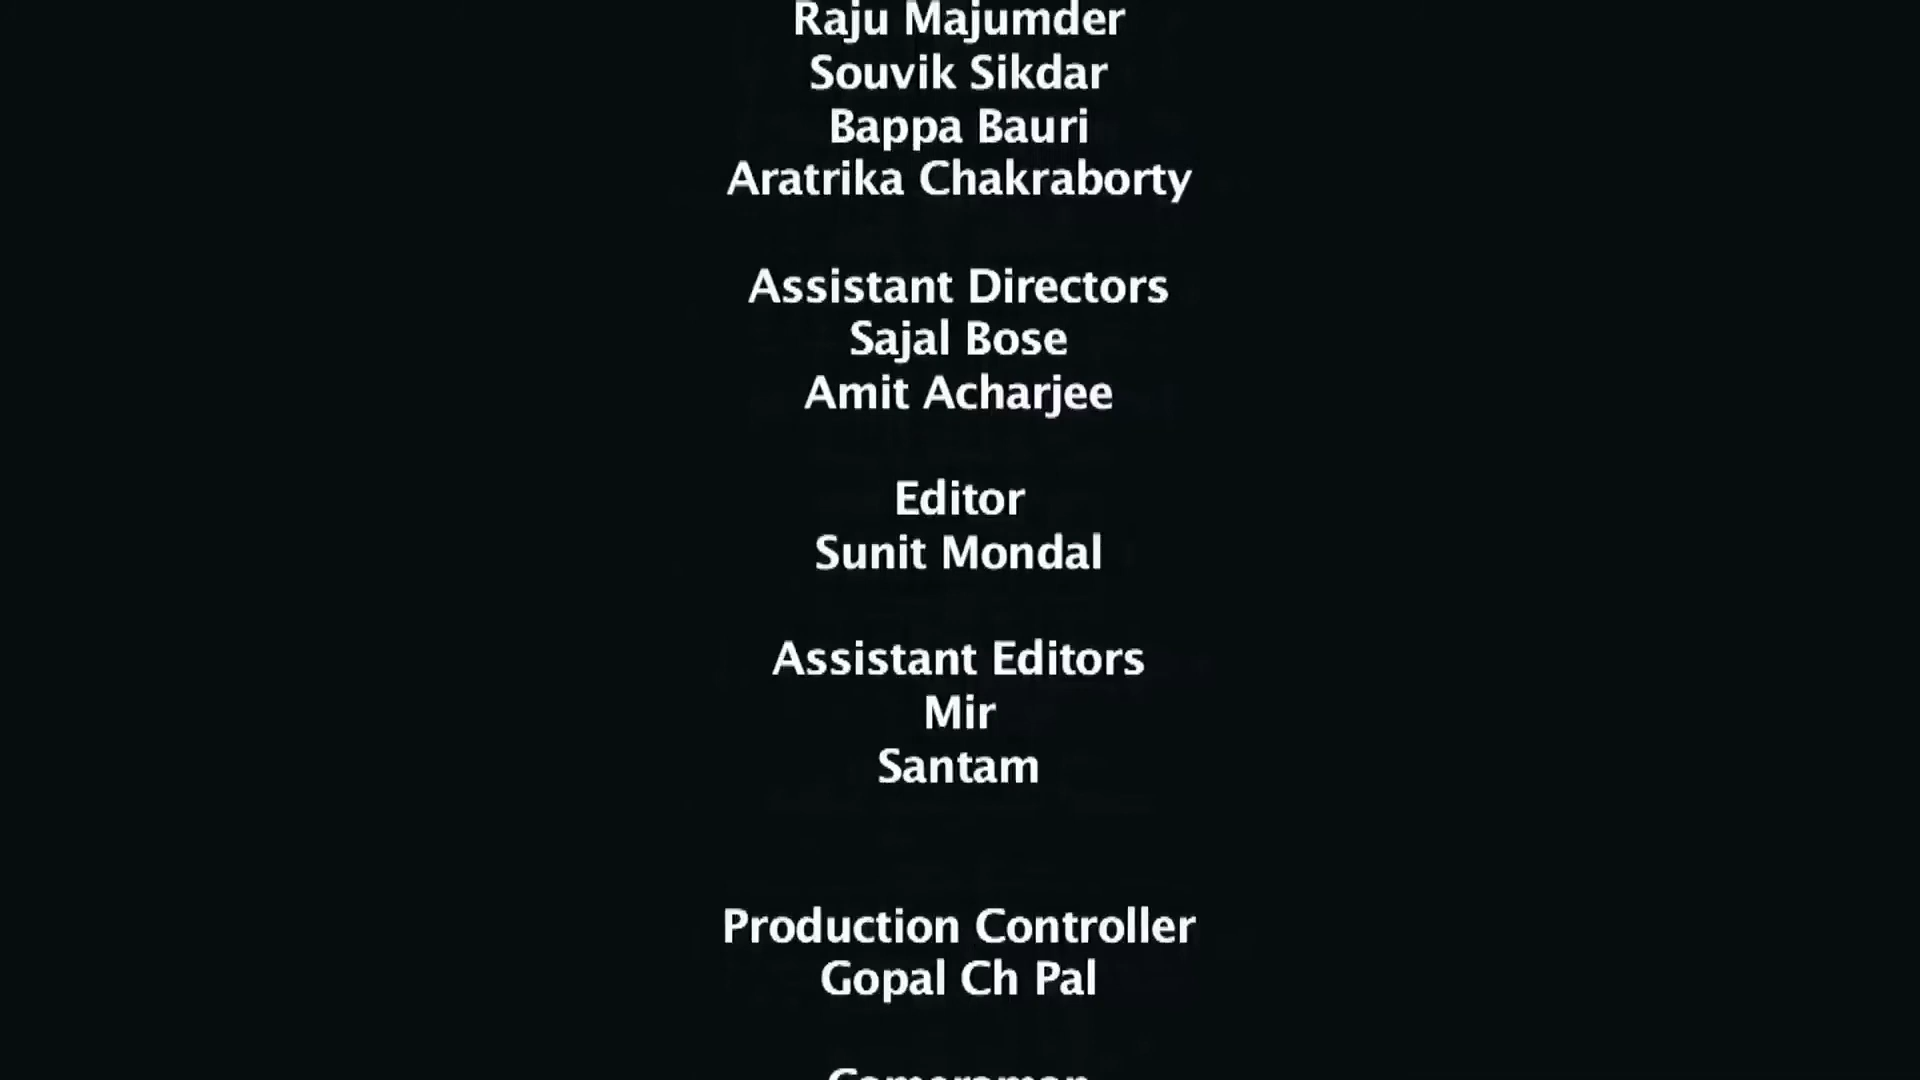 Raju Majumder
Souvik Sikdar
Bappa Bauri
Aratrika Chakraborty
Assistant Directors
Sajal Bose
Amit Acharjee
Editor
Sunit Mondal
Assistant Editors
Mir
Santam
Production Controller
Gopal Ch Pal
Cameraman